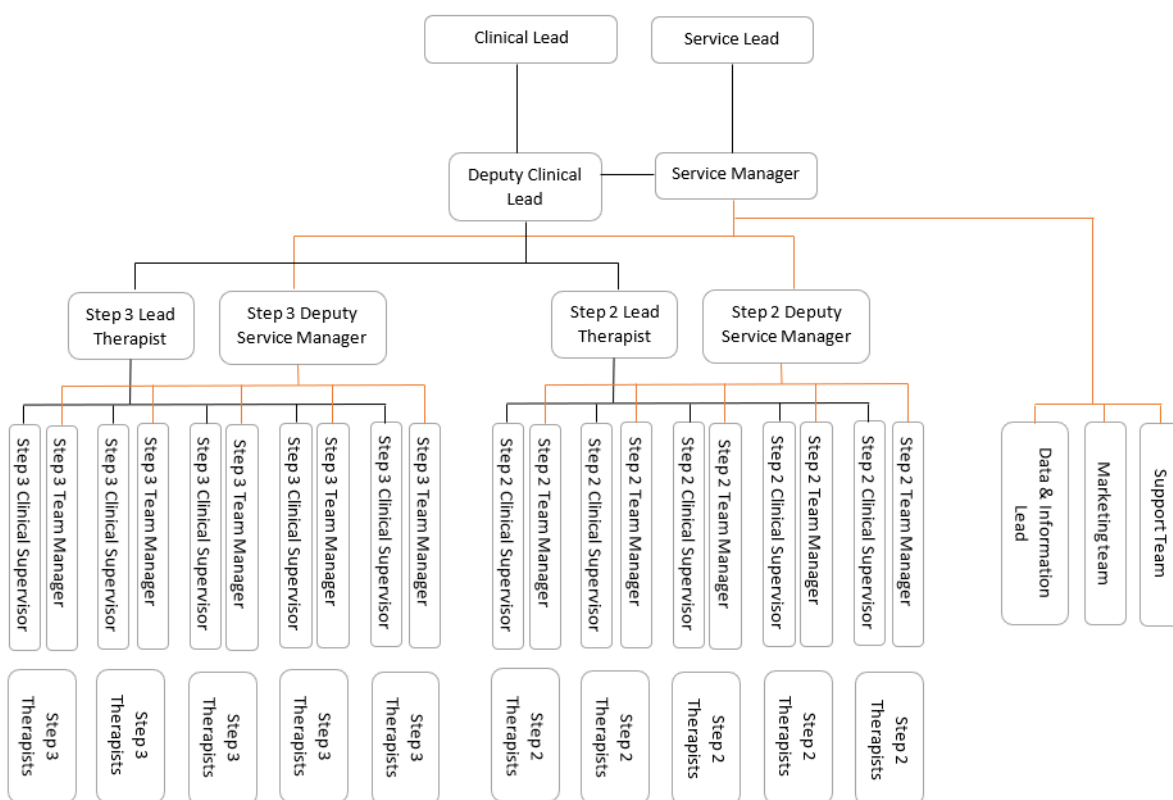 Clinical Lead
Service Lead
Deputy Clinical
Lead
Service Manager
Step 3 Lead
Therapist
Step 3 Deputy
Service Manager
Step 2 Lead
Therapist
Step 2 Deputy
Service Manager
Step 3 Clinical Supervisor
Step 3 Team Manager
Step 3 Clinical Supervisor
Step 3 Team Manager
Step 3 Clinical Supervisor
Step 3 Team Manager
Step 3 Clinical Supervisor
Step 3 Team Manager
Step 3 Clinical Supervisor
Step 3 Team Manager
Step 2 Clinical Supervisor
Step 2 Team Manager
Step 2 Clinical Supervisor
Step 2 Team Manager
Step 2 Clinical Supervisor
Step 2 Team Manager
Step 2 Clinical Supervisor
Step 2 Team Manager
Step 2 Clinical Supervisor
Step 2 Team Manager
Data & Information
Lead
Marketing team
Support Team
Step 3
Therapists
Step 3
Therapists
Step 3
Therapists
Step 3
Therapists
Step 3
Therapists
Step 2
Therapists
Step 2
Therapists
Step 2
Therapists
Step 2
Therapists
Step 2
Therapists